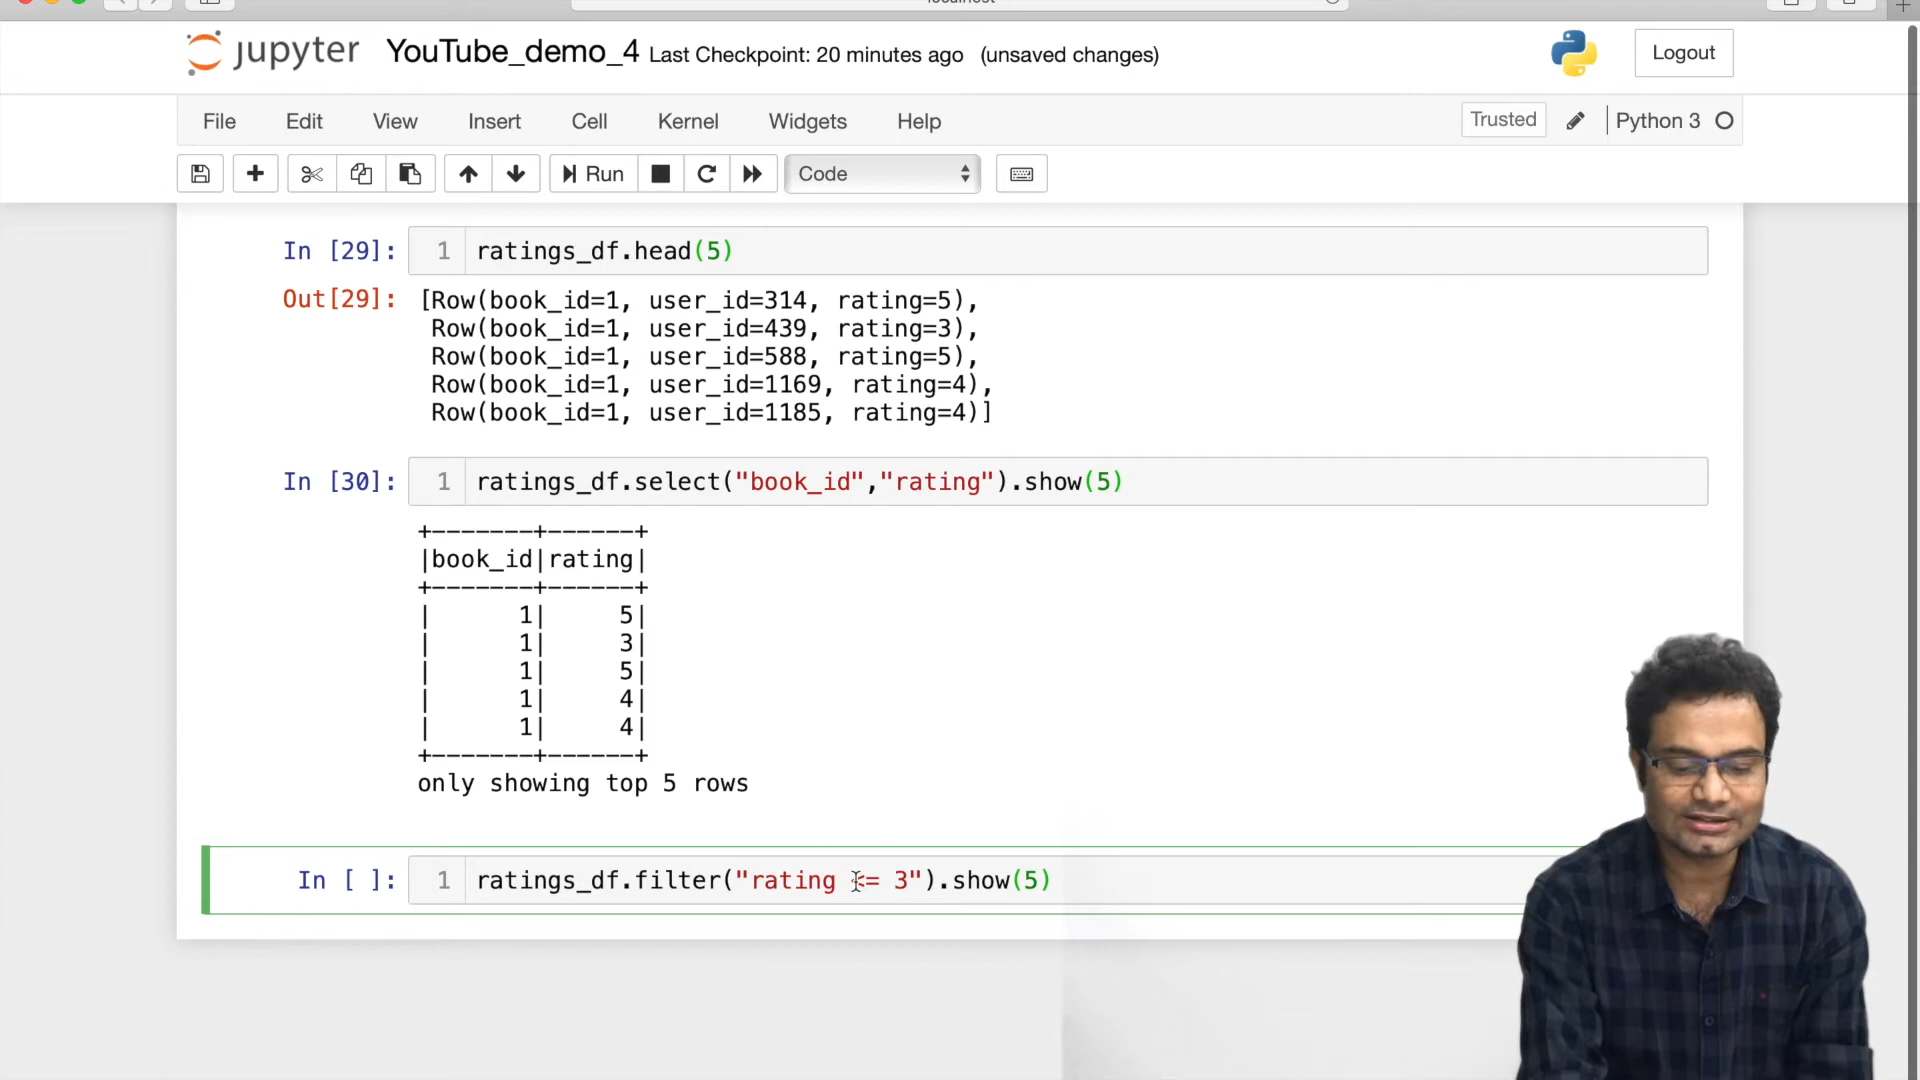 jupyter YouTube_demo_4 Last Checkpoint: 20 minutes ago (unsaved changes) Logout
File Edit View Insert Cell Kernel Widgets Help Trusted Python 3
Run Code
In [29]: 1 ratings_df.head(5)
Out[29]: [Row(book_id=1, user_id=314, rating=5),
Row(book_id=1, user_id=439, rating=3),
Row(book_id=1, user_id=588, rating=5),
Row(book_id=1, user_id=1169, rating=4),
Row(book_id=1, user_id=1185, rating=4)]
In [30]: 1 ratings_df.select("book_id","rating").show(5)
+-------+------+
|book_id|rating|
+-------+------+
|      1|     5|
|      1|     3|
|      1|     5|
|      1|     4|
|      1|     4|
+-------+------+
only showing top 5 rows
In [ ]: 1 ratings_df.filter("rating <= 3").show(5)